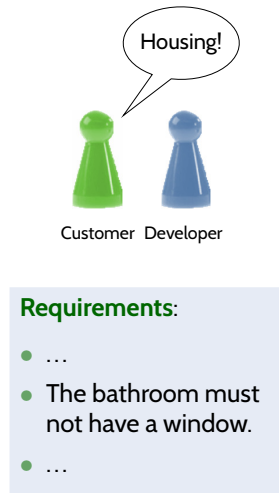 Housing!
Customer Developer
Requirements:
● …
● The bathroom must
not have a window.
● …